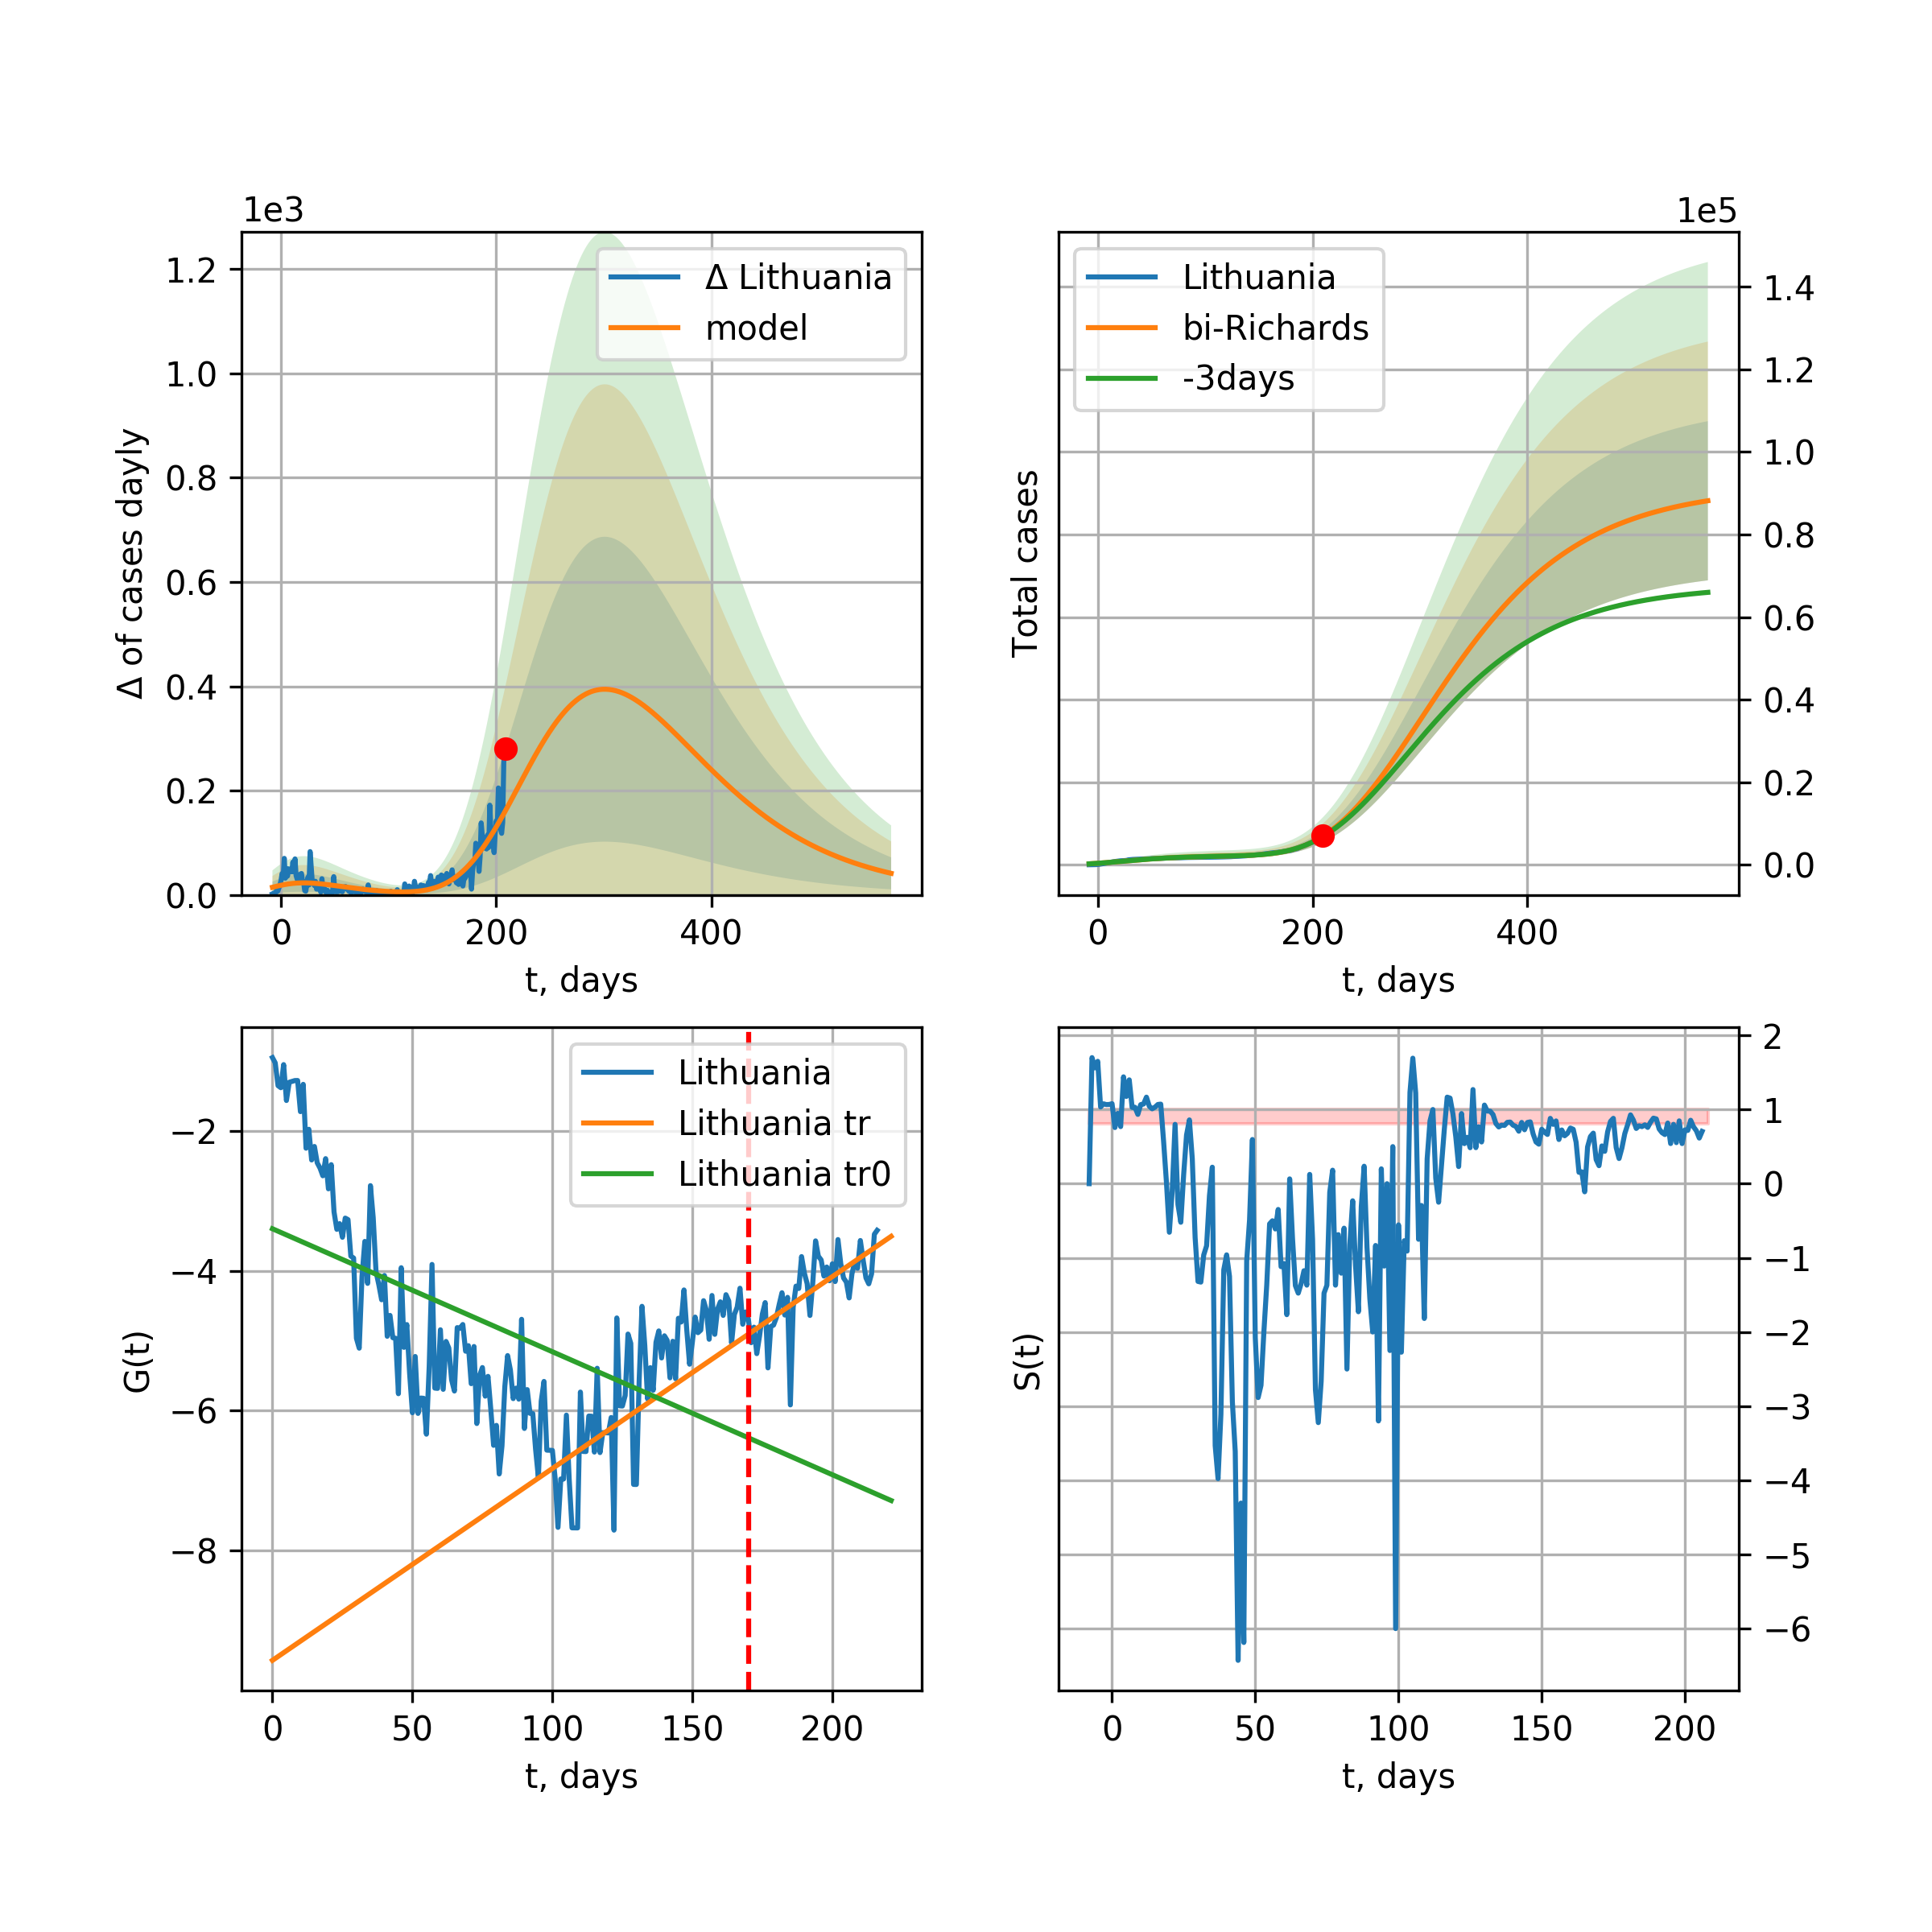 1e3
1.2
1.0
0.8
0.6
0.4
0.2
0.0
Δ of cases dayly
Δ Lithuania
model
0 200 400
t, days
1e5
Lithuania
bi-Richards
-3days
Total cases
1.4
1.2
1.0
0.8
0.6
0.4
0.2
0.0
0 200 400
t, days
G(t)
−2
−4
−6
−8
Lithuania
Lithuania tr
Lithuania tr0
0 50 100 150 200
t, days
S(t)
2
1
0
−1
−2
−3
−4
−5
−6
0 50 100 150 200
t, days